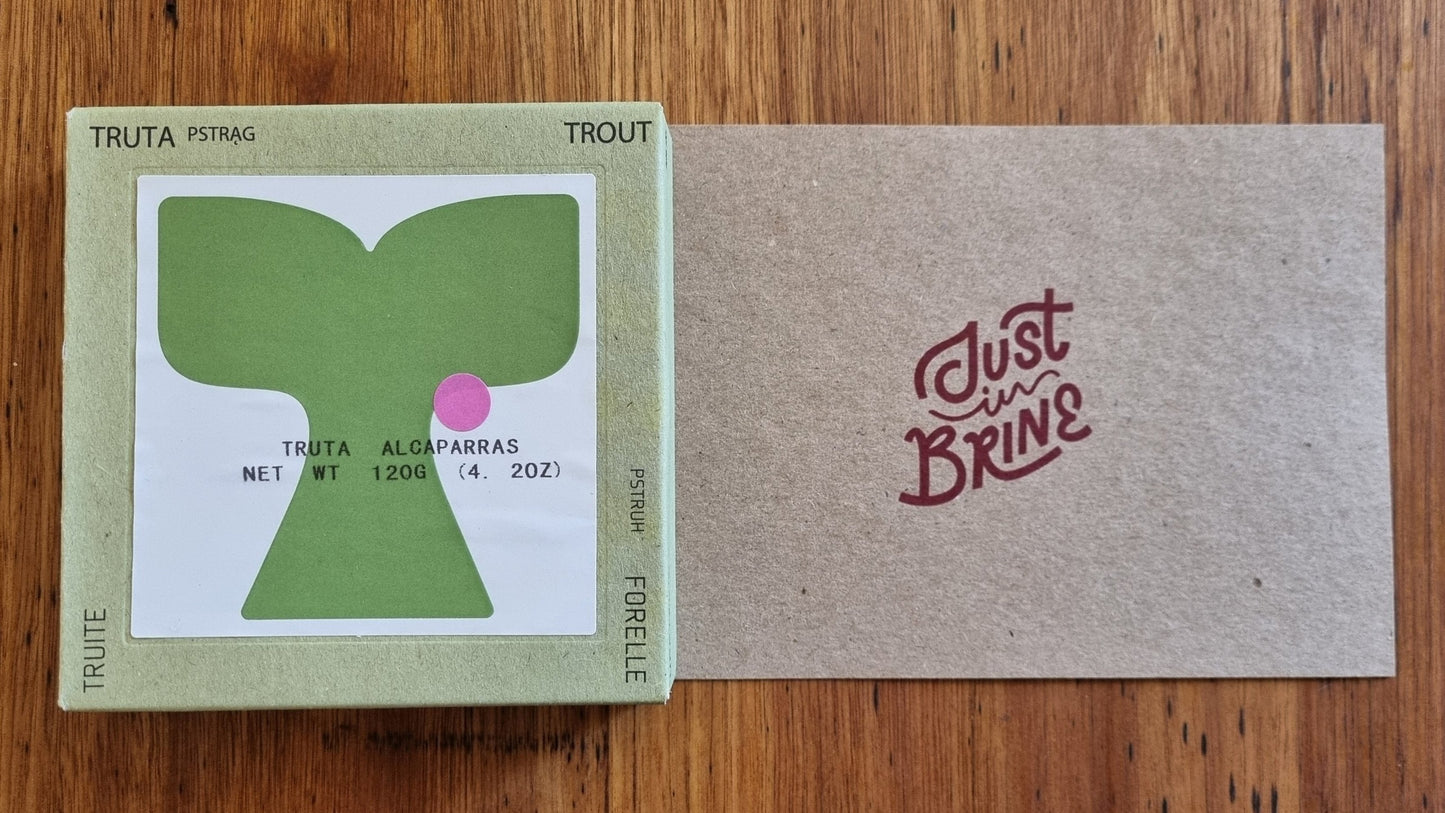 TRUTA PSTRĄG
TROUT
TRUTA ALCAPARRAS
NET WT 120G (4. 2OZ)
TRUITE
PSTRUH
FORELLE
Just
in
BRINE